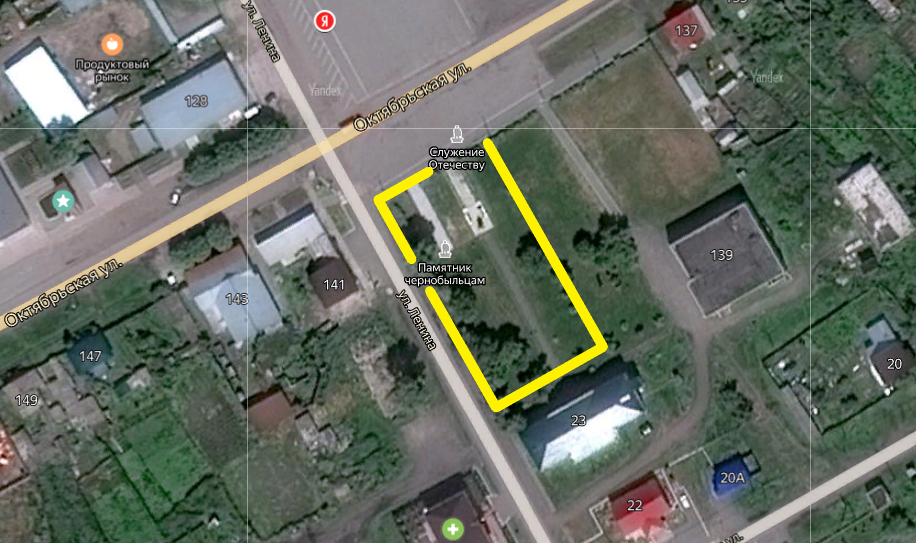 ул. Ленина
Я
137
Продуктовый
рынок
128
Yandex
Октябрьская ул.
Yandex
Служение
Отечеству
139
Памятник
чернобыльцам
141
143
Октябрьская ул.
ул. Ленина
147
149
20
23
20А
22
ул.